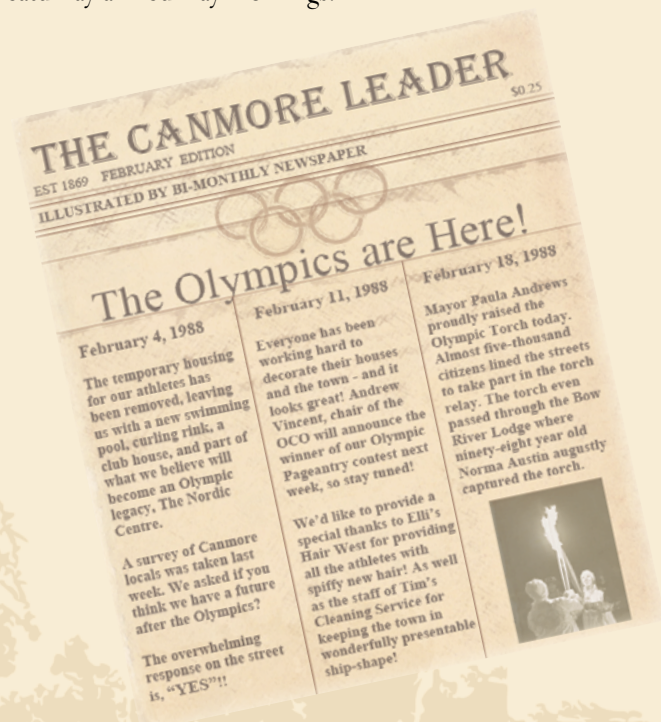 THE CANMORE LEADER
$0.25
EST 1869 FEBRUARY EDITION
ILLUSTRATED BY BI-MONTHLY NEWSPAPER
The Olympics are Here!
February 4, 1988
The temporary housing
for our athletes has
been removed, leaving
us with a new swimming
pool, curling rink, a
club house, and part of
what we believe will
become an Olympic
legacy, The Nordic
Centre.
A survey of Canmore
locals was taken last
week. We asked if you
think we have a future
after the Olympics?
The overwhelming
response on the street
is, “YES”!!
February 11, 1988
Everyone has been
working hard to
decorate their houses
and the town - and it
looks great! Andrew
Vincent, chair of the
OCO will announce the
winner of our Olympic
Pageantry contest next
week, so stay tuned!
We’d like to provide a
special thanks to Elli’s
Hair West for providing
all the athletes with
spiffy new hair! As well
as the staff of Tim’s
Cleaning Service for
keeping the town in
wonderfully presentable
ship-shape!
February 18, 1988
Mayor Paula Andrews
proudly raised the
Olympic Torch today.
Almost five-thousand
citizens lined the streets
to take part in the torch
relay. The torch even
passed through the Bow
River Lodge where
ninety-eight year old
Norma Austin augustly
captured the torch.